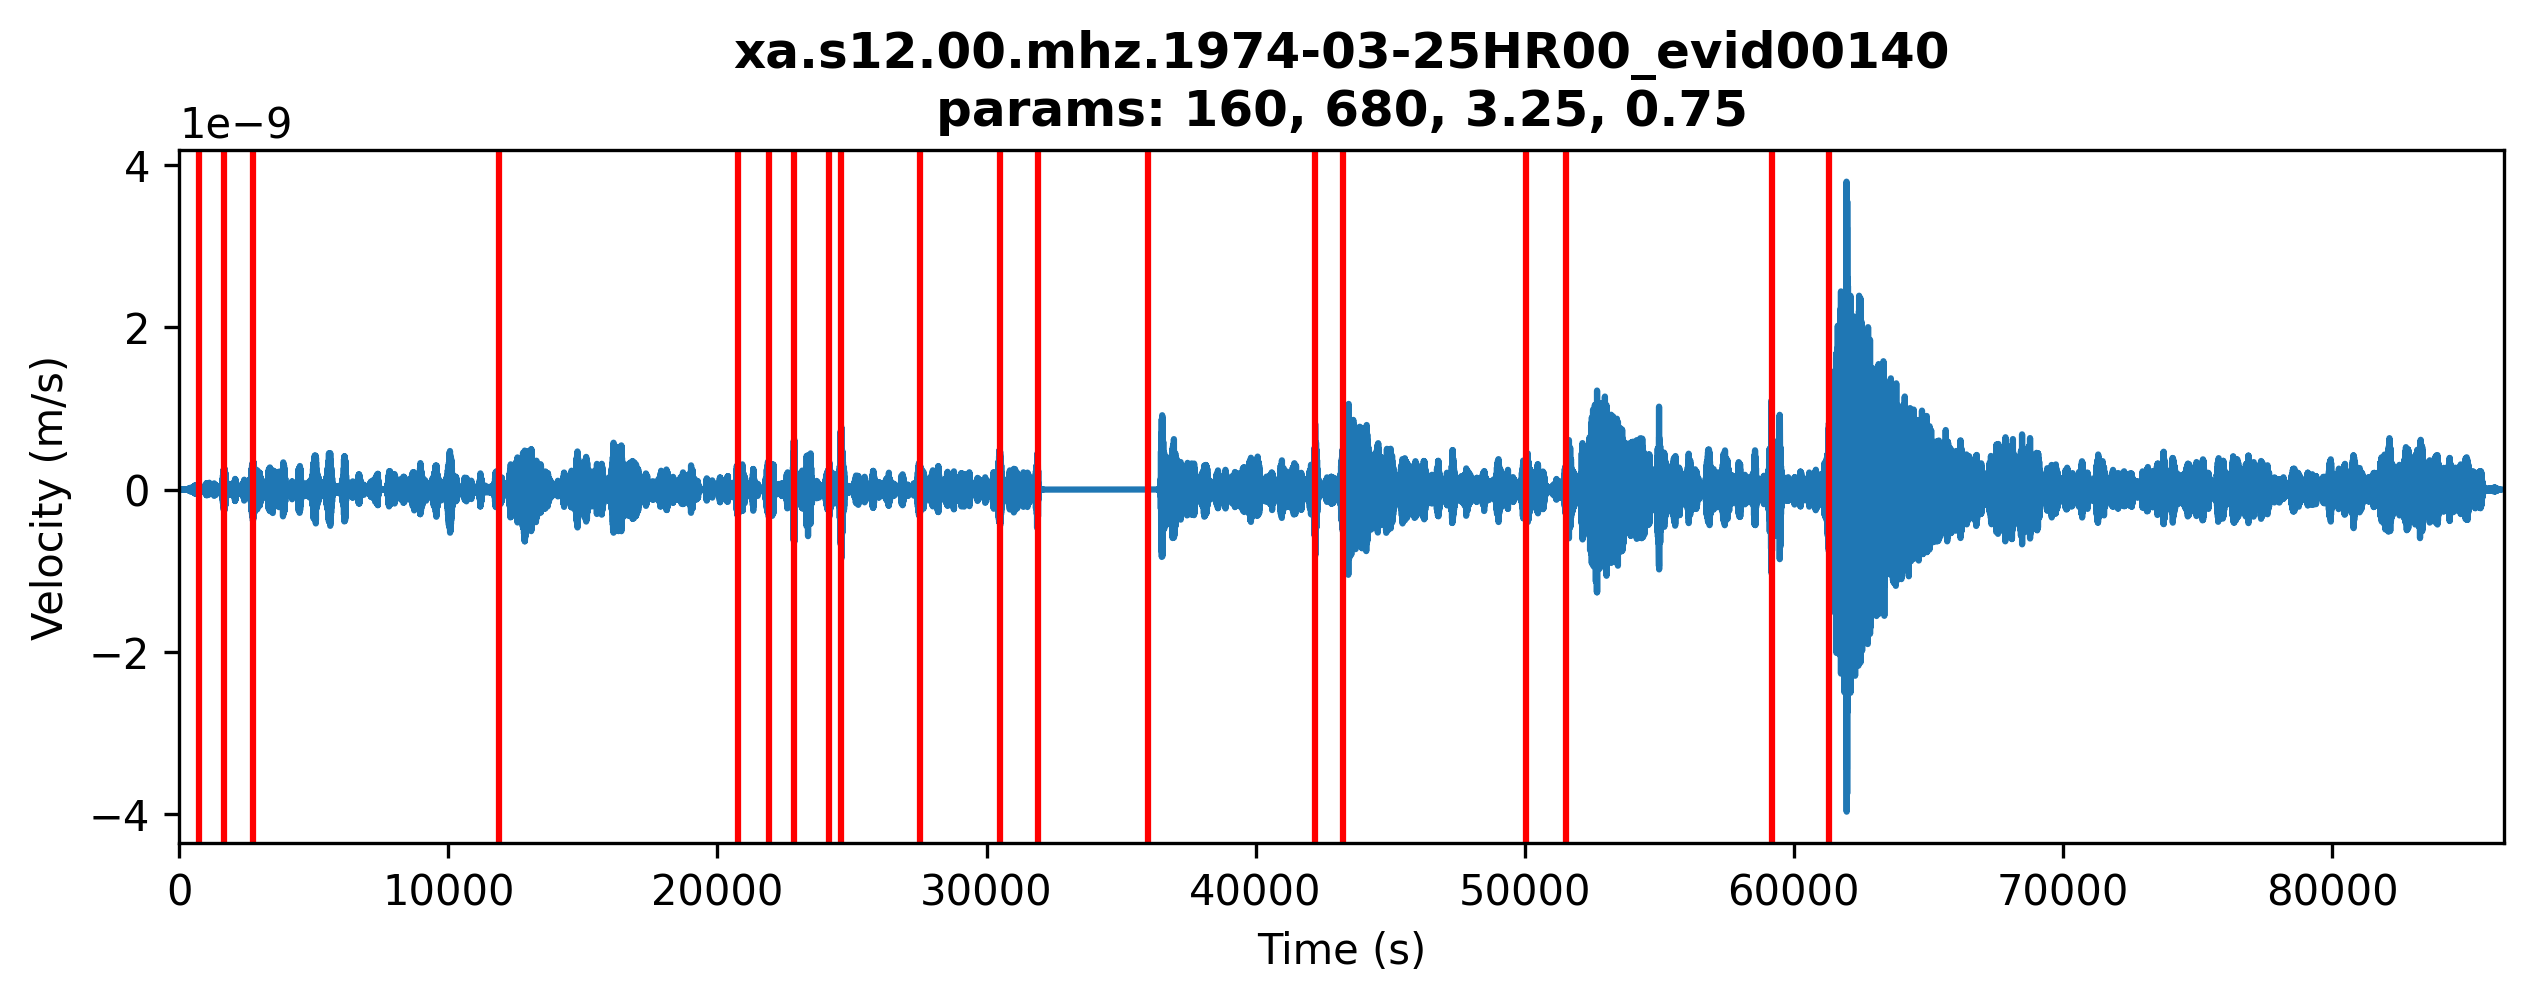 xa.s12.00.mhz.1974-03-25HR00_evid00140
params: 160, 680, 3.25, 0.75
1e−9
4
2
0
−2
−4
Velocity (m/s)
0 10000 20000 30000 40000 50000 60000 70000 80000
Time (s)